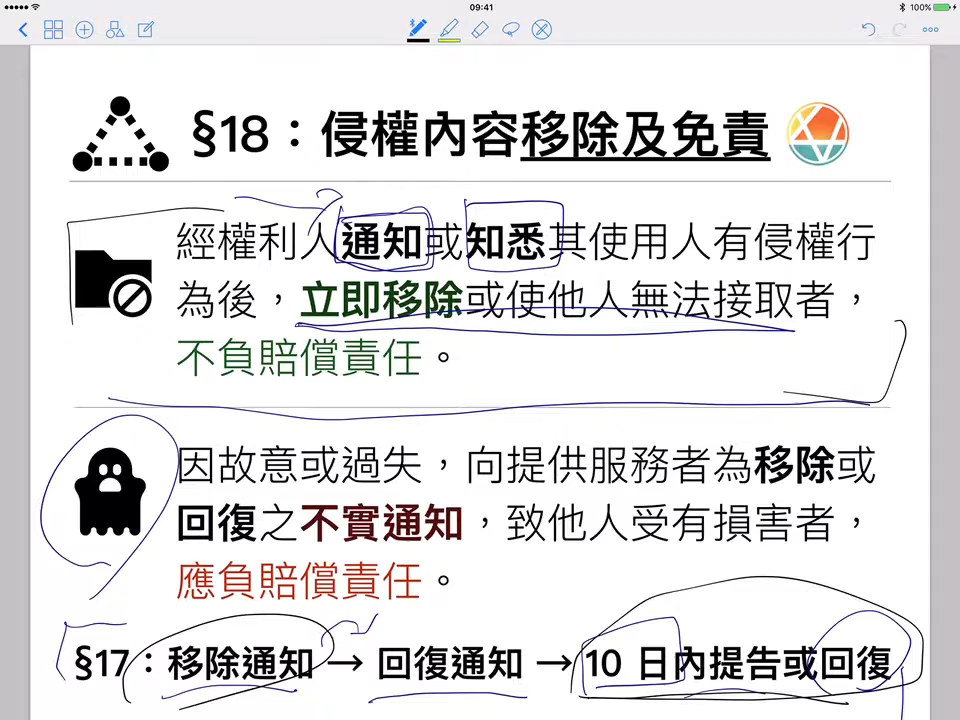 09:41
100%
§18：侵權內容移除及免責
經權利人通知或知悉其使用人有侵權行
為後，立即移除或使他人無法接取者，
不負賠償責任。
因故意或過失，向提供服務者為移除或
回復之不實通知，致他人受有損害者，
應負賠償責任。
§17：移除通知 → 回復通知 → 10 日內提告或回復